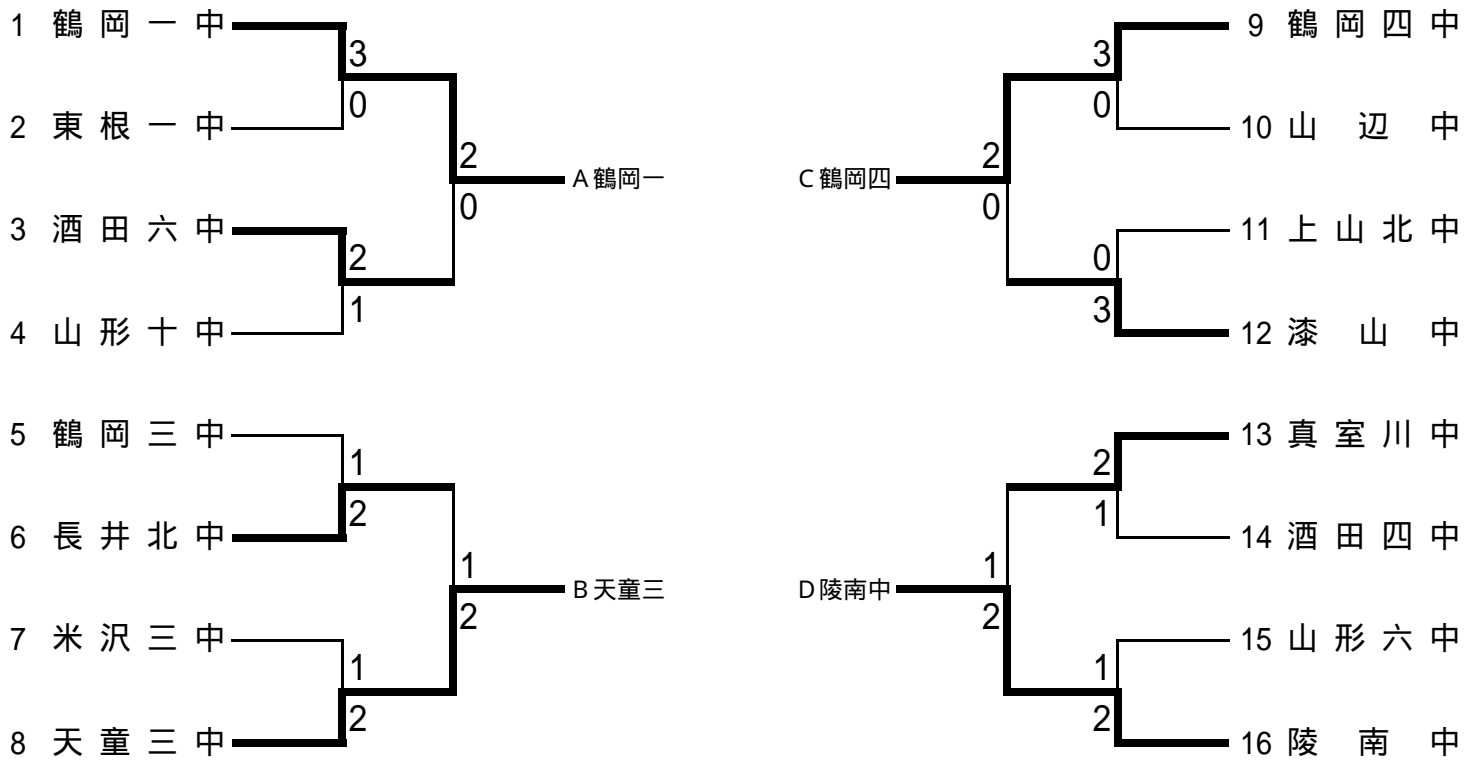 1 鶴岡一中
3
0
2 東根一中
2
A 鶴岡一
0
3 酒田六中
2
1
4 山形十中
5 鶴岡三中
1
2
6 長井北中
1
B 天童三
2
7 米沢三中
1
2
8 天童三中
9 鶴岡四中
3
0
10 山辺中
2
C 鶴岡四
0
11 上山北中
0
3
12 漆山中
13 真室川中
2
1
14 酒田四中
1
D 陵南中
2
15 山形六中
1
2
16 陵南中